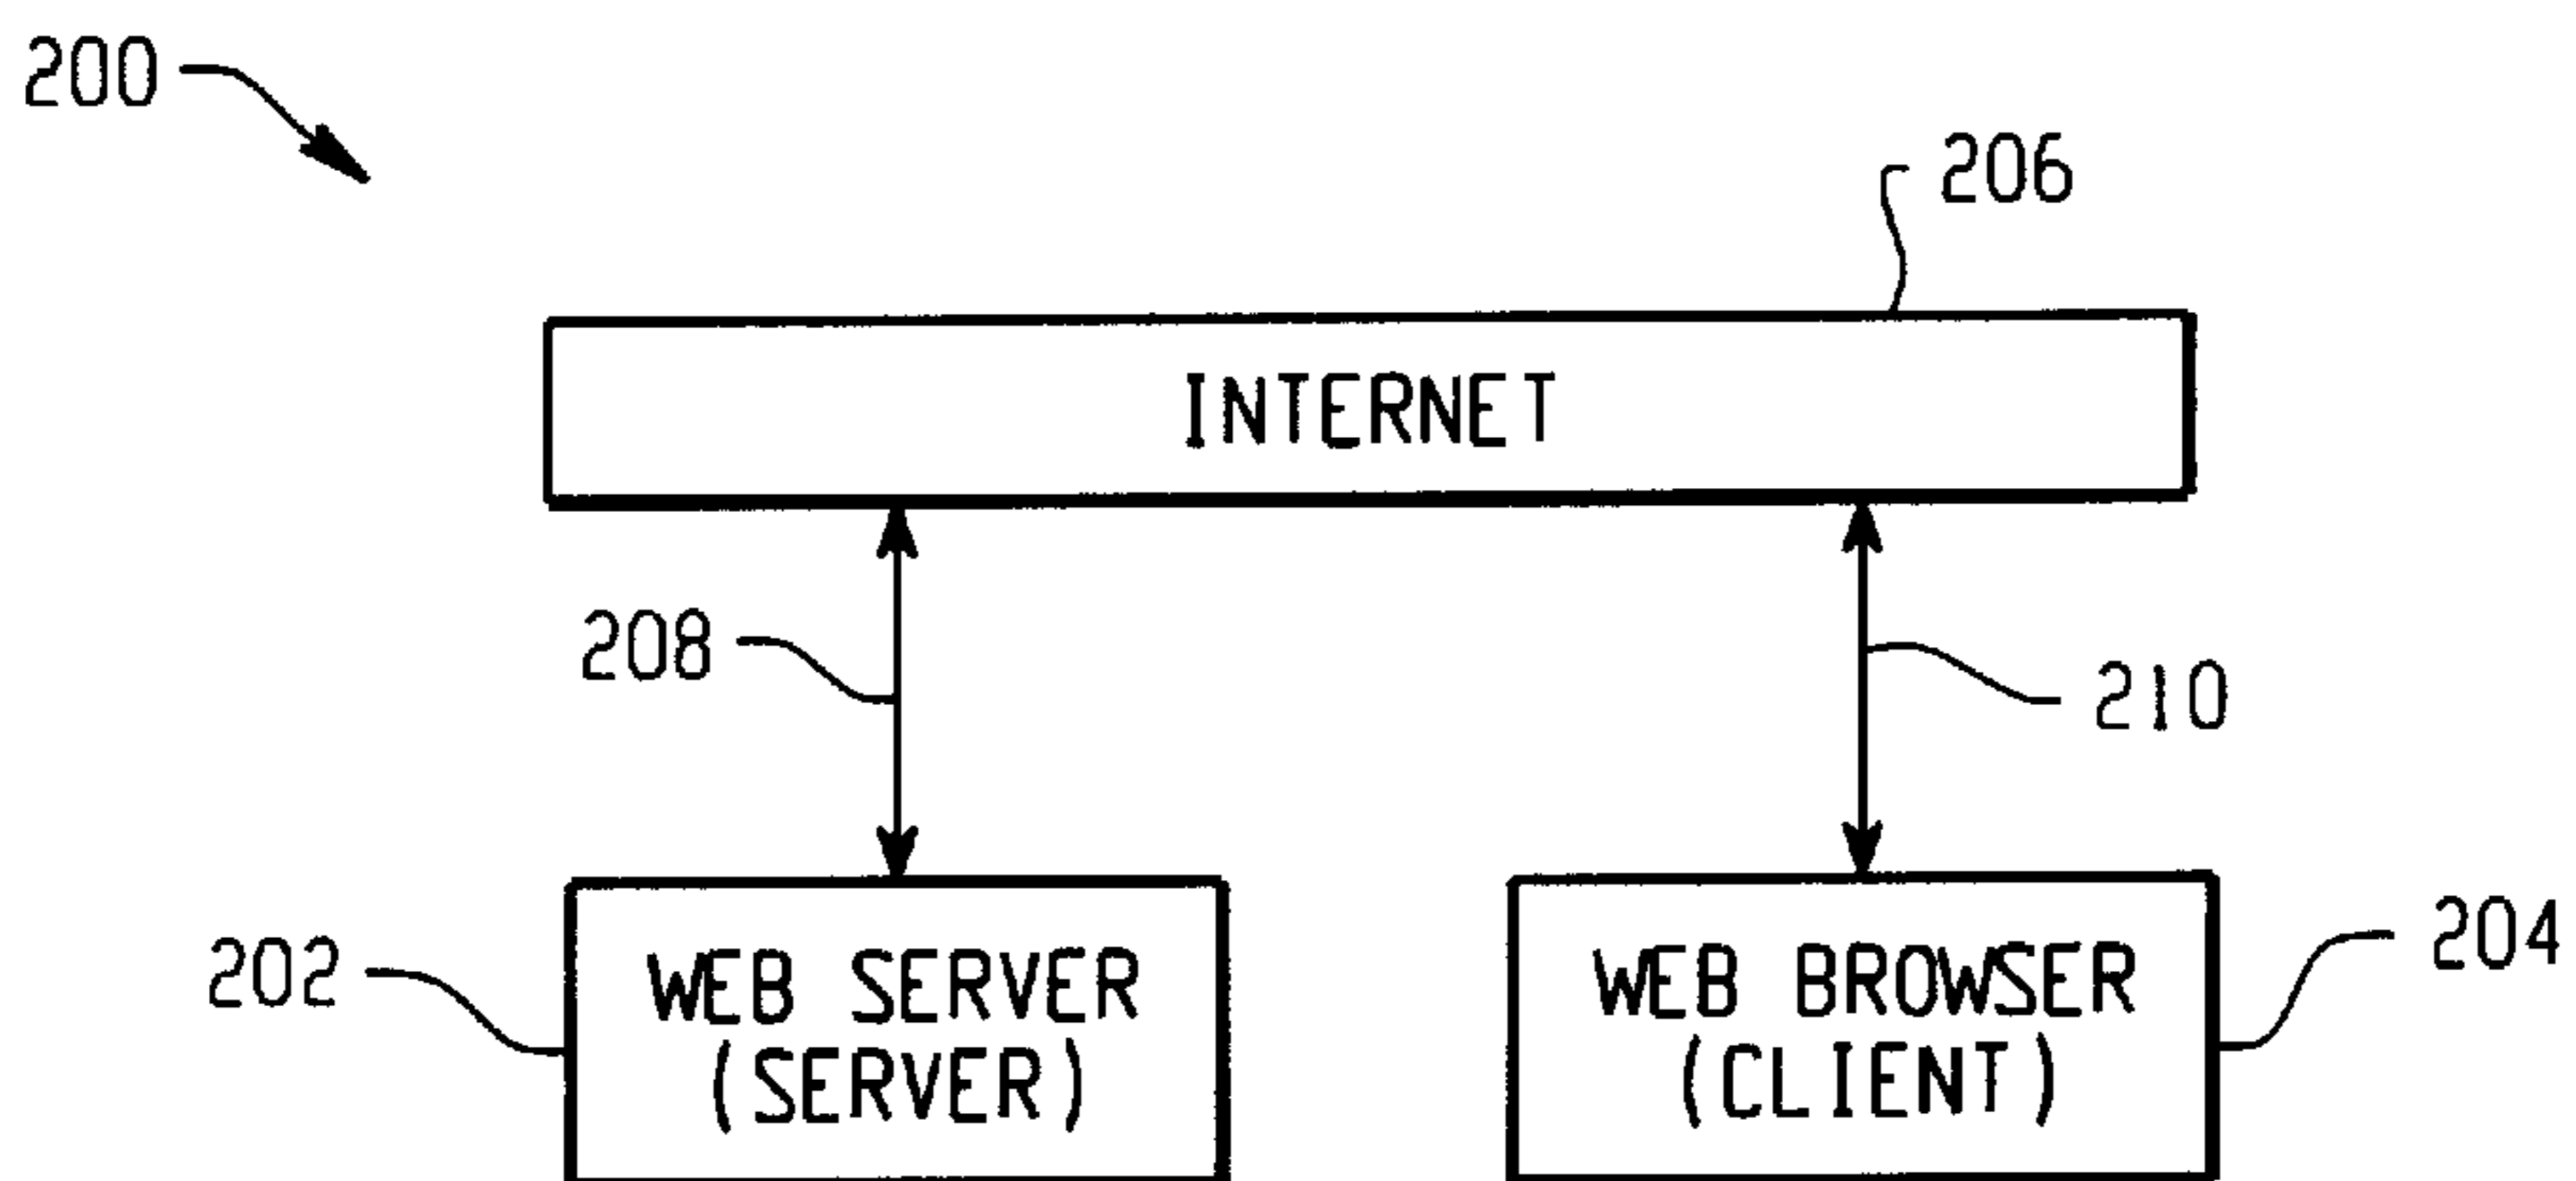 200
206
INTERNET
208
210
202
WEB SERVER
(SERVER)
WEB BROWSER
(CLIENT)
204